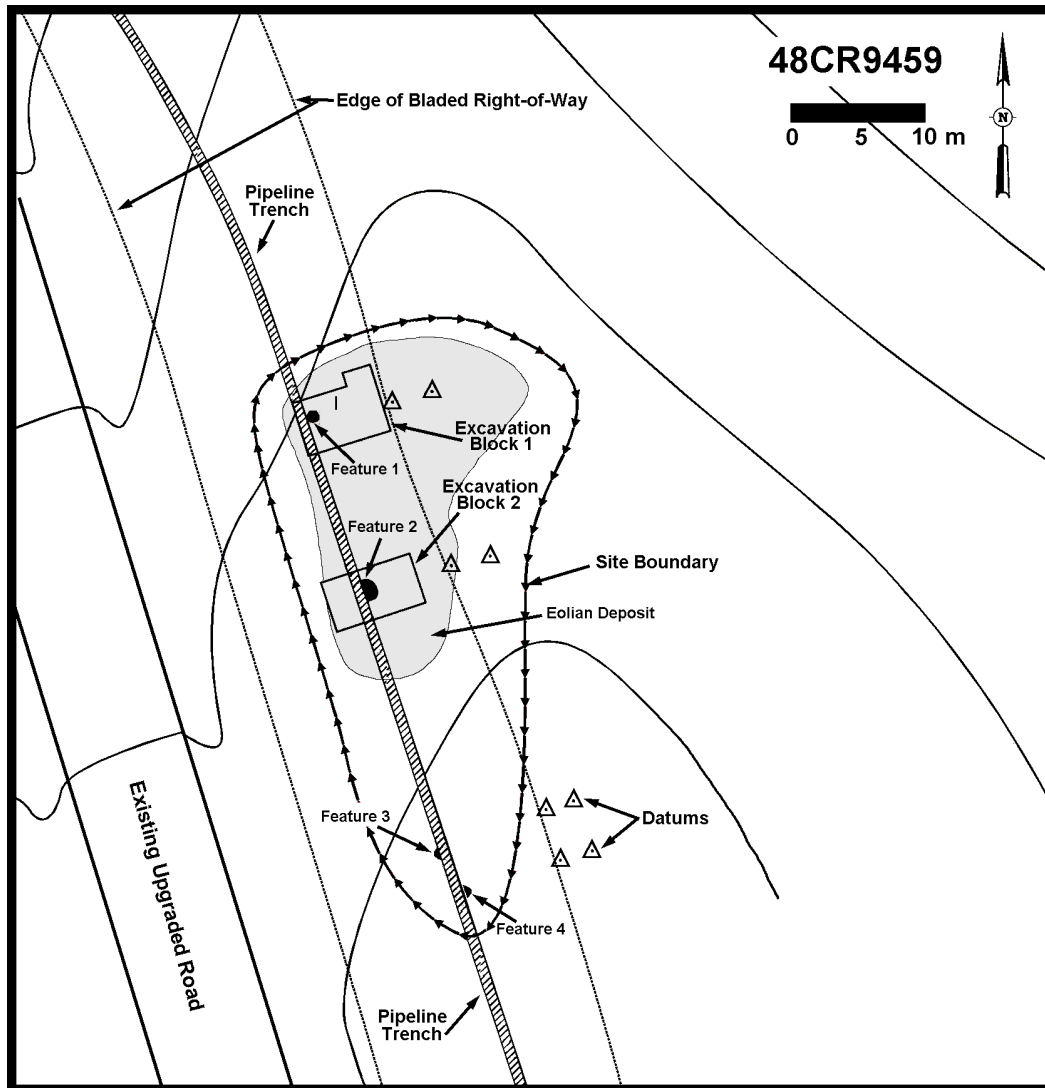 48CR9459
0 5 10 m
N
Edge of Bladed Right-of-Way
Pipeline
Trench
Excavation
Block 1
Feature 1
Excavation
Block 2
Feature 2
Site Boundary
Eolian Deposit
Existing Upgraded Road
Feature 3
Datums
Feature 4
Pipeline
Trench